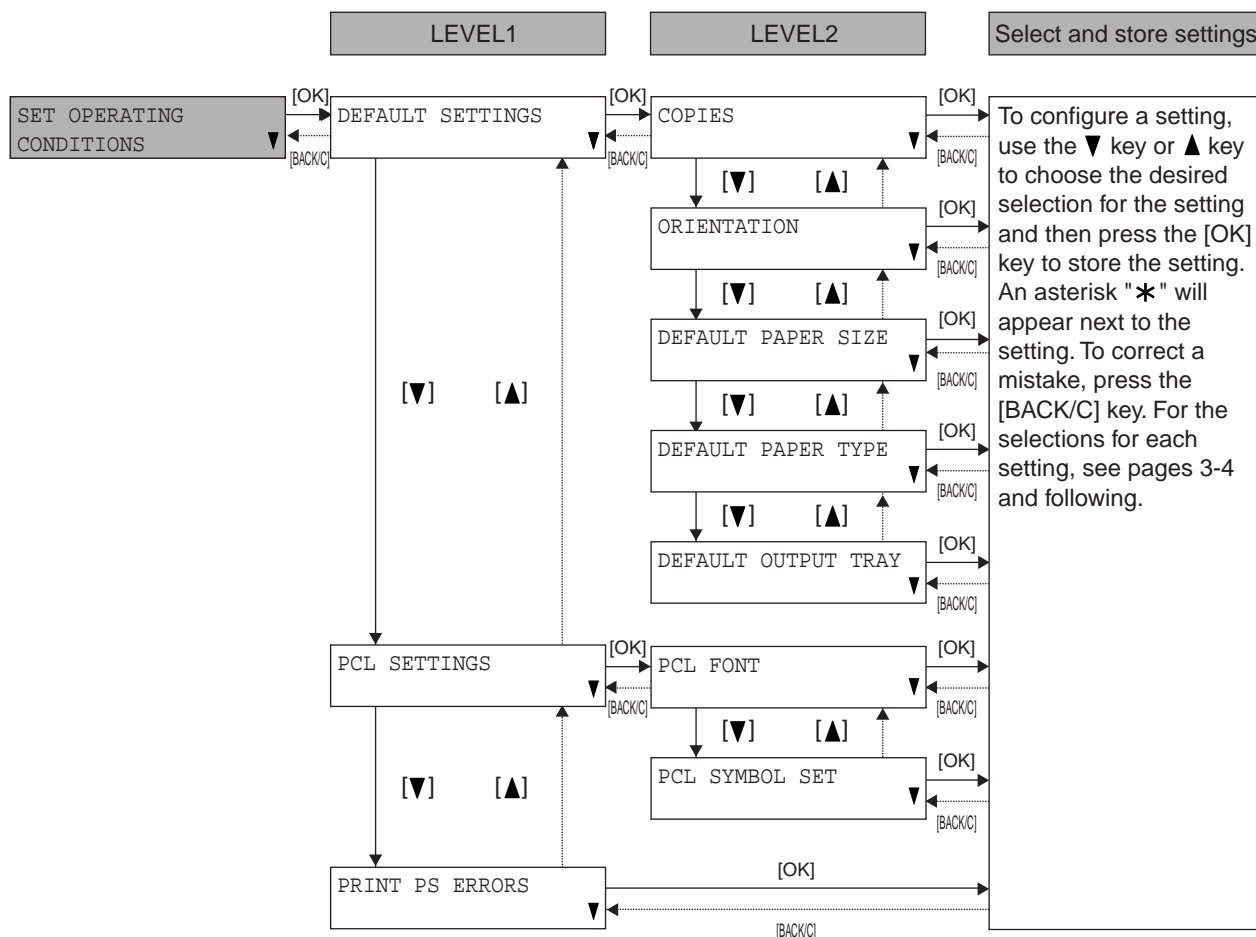 LEVEL1
LEVEL2
Select and store settings
SET OPERATING
CONDITIONS ▼
[OK]
[BACK/C]
DEFAULT SETTINGS
▼
[OK]
[BACK/C]
COPIES
▼
[OK]
[BACK/C]
[▼] [▲]
ORIENTATION
▼
[OK]
[BACK/C]
[▼] [▲]
DEFAULT PAPER SIZE
▼
[OK]
[BACK/C]
[▼] [▲]
[▼] [▲]
DEFAULT PAPER TYPE
▼
[OK]
[BACK/C]
[▼] [▲]
DEFAULT OUTPUT TRAY
▼
[OK]
[BACK/C]
PCL SETTINGS
▼
[OK]
[BACK/C]
PCL FONT
▼
[OK]
[BACK/C]
[▼] [▲]
[▼] [▲]
PCL SYMBOL SET
▼
[OK]
[BACK/C]
PRINT PS ERRORS
▼
[OK]
[BACK/C]
To configure a setting,
use the ▼ key or ▲ key
to choose the desired
selection for the setting
and then press the [OK]
key to store the setting.
An asterisk "*" will
appear next to the
setting. To correct a
mistake, press the
[BACK/C] key. For the
selections for each
setting, see pages 3-4
and following.